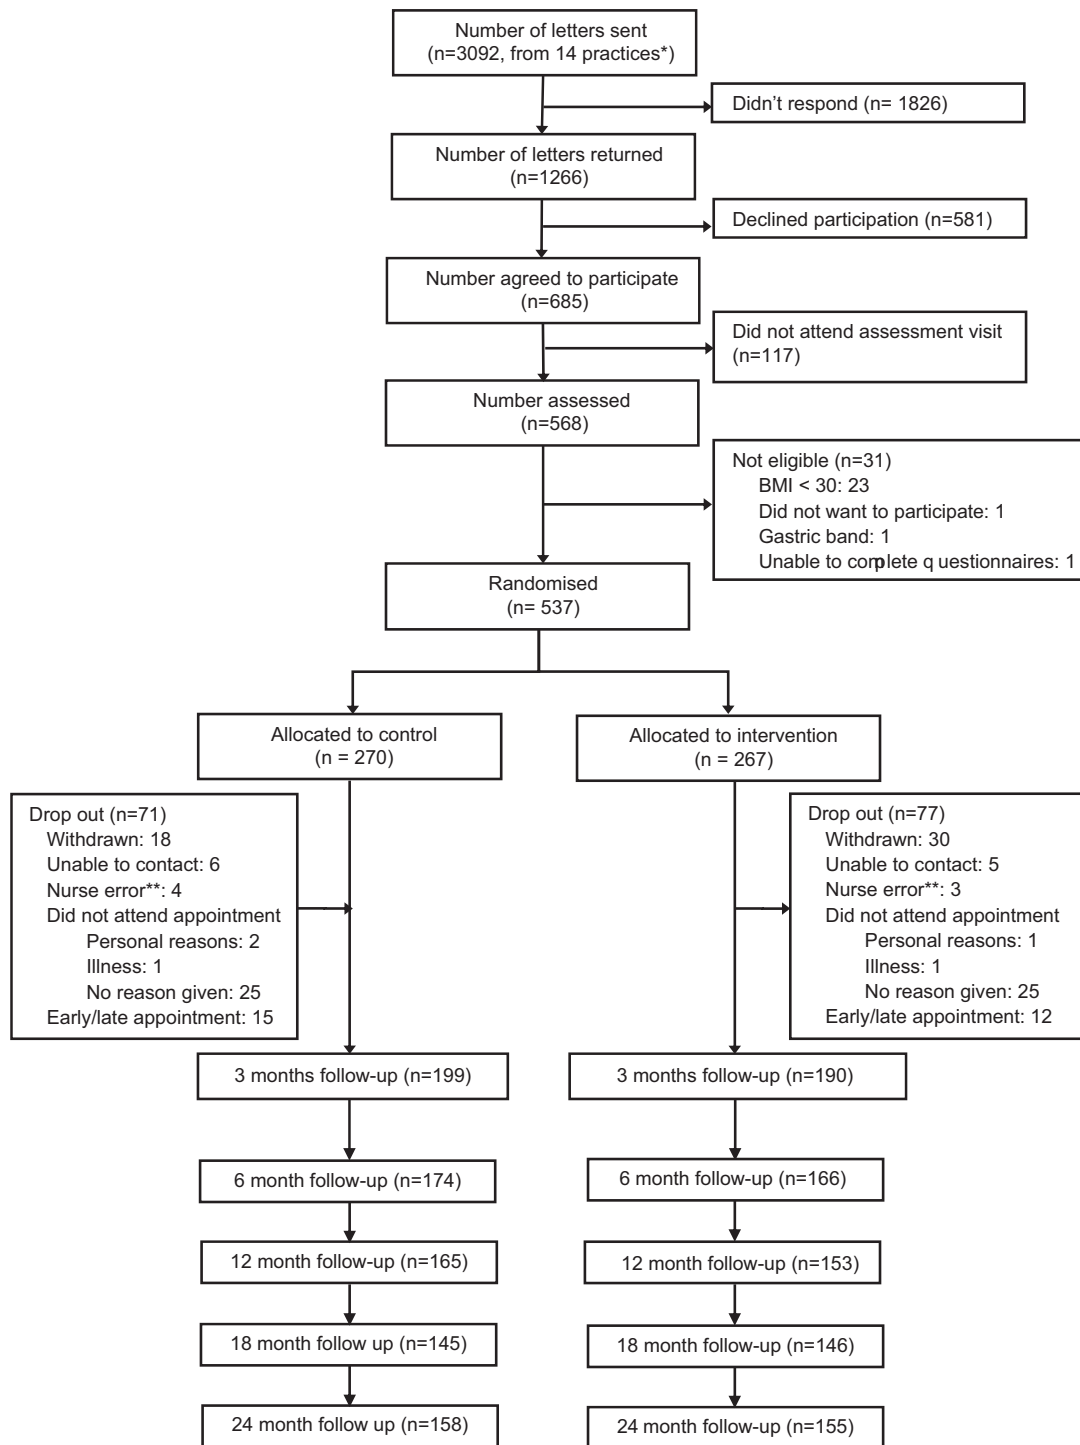 Number of letters sent
(n=3092, from 14 practices*)
Didn't respond (n= 1826)
Number of letters returned
(n=1266)
Declined participation (n=581)
Number agreed to participate
(n=685)
Did not attend assessment visit
(n=117)
Number assessed
(n=568)
Not eligible (n=31)
BMI < 30: 23
Did not want to participate: 1
Gastric band: 1
Unable to complete q uestionnaires: 1
Randomised
(n= 537)
Allocated to control
(n = 270)
Allocated to intervention
(n = 267)
Drop out (n=71)
Withdrawn: 18
Unable to contact: 6
Nurse error**: 4
Did not attend appointment
Personal reasons: 2
Illness: 1
No reason given: 25
Early/late appointment: 15
Drop out (n=77)
Withdrawn: 30
Unable to contact: 5
Nurse error**: 3
Did not attend appointment
Personal reasons: 1
Illness: 1
No reason given: 25
Early/late appointment: 12
3 months follow-up (n=199)
3 months follow-up (n=190)
6 month follow-up (n=174)
6 month follow-up (n=166)
12 month follow-up (n=165)
12 month follow-up (n=153)
18 month follow up (n=145)
18 month follow-up (n=146)
24 month follow up (n=158)
24 month follow-up (n=155)